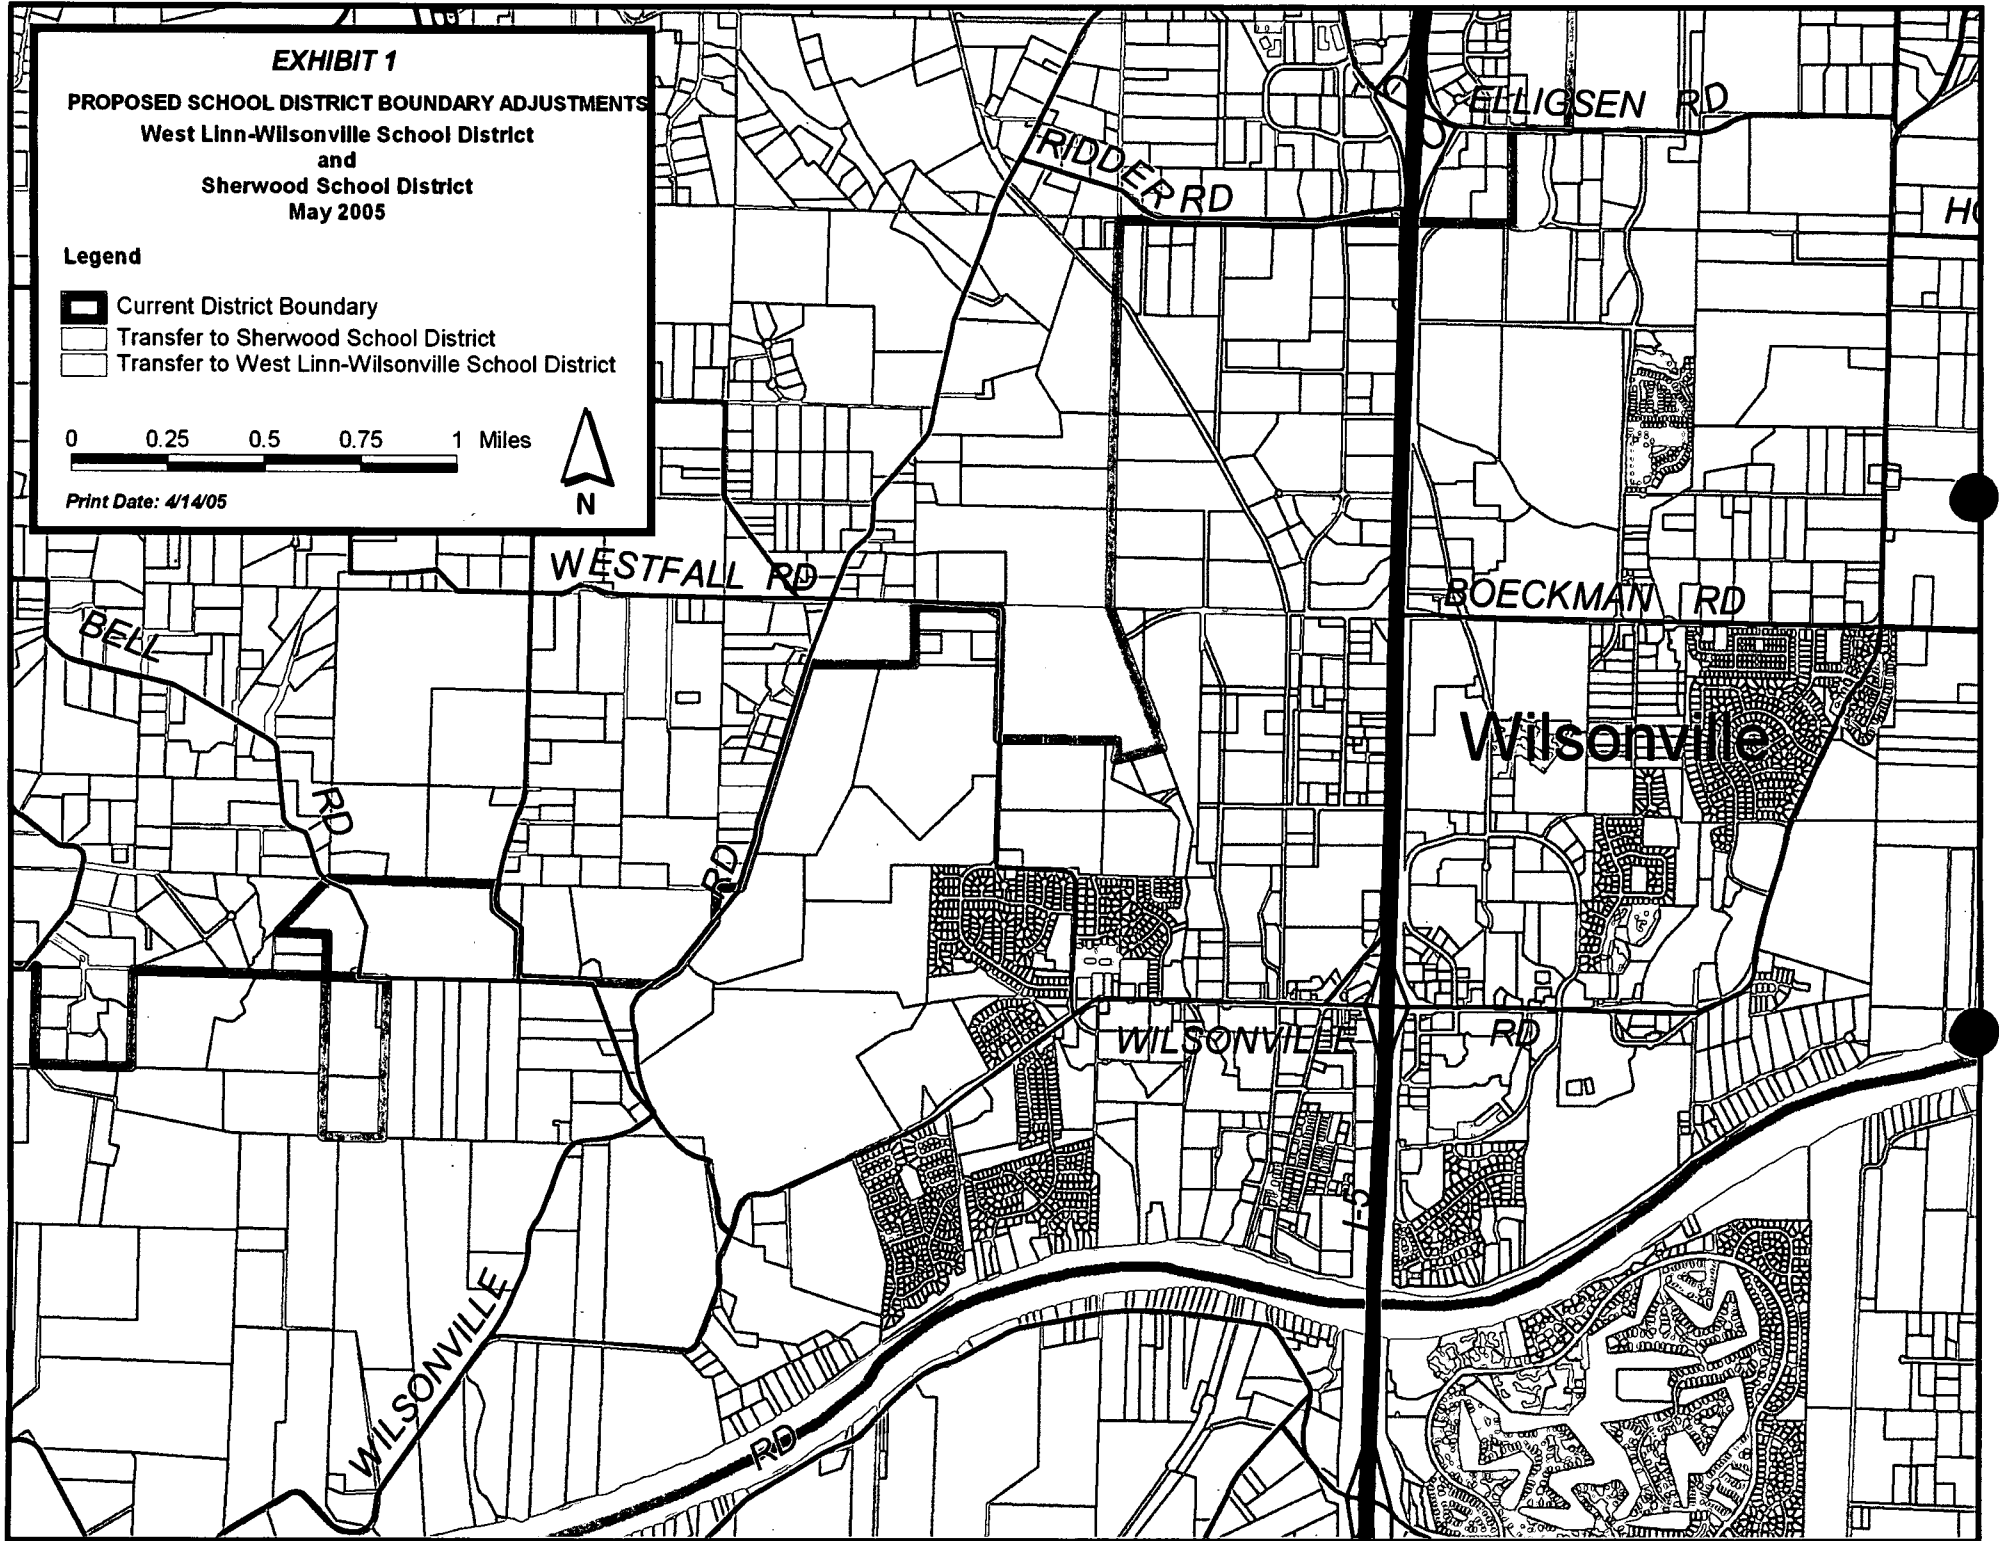 EXHIBIT 1
PROPOSED SCHOOL DISTRICT BOUNDARY ADJUSTMENTS
West Linn-Wilsonville School District
and
Sherwood School District
May 2005
Legend
Current District Boundary
Transfer to Sherwood School District
Transfer to West Linn-Wilsonville School District
0 0.25 0.5 0.75 1 Miles
N
Print Date: 4/14/05
ELLIGSEN RD
RIDDER RD
WESTFALL RD
BOECKMAN RD
BELL
RD
Wilsonville
RD
WILSONVILLE RD
I-5
WILSONVILLE
RD